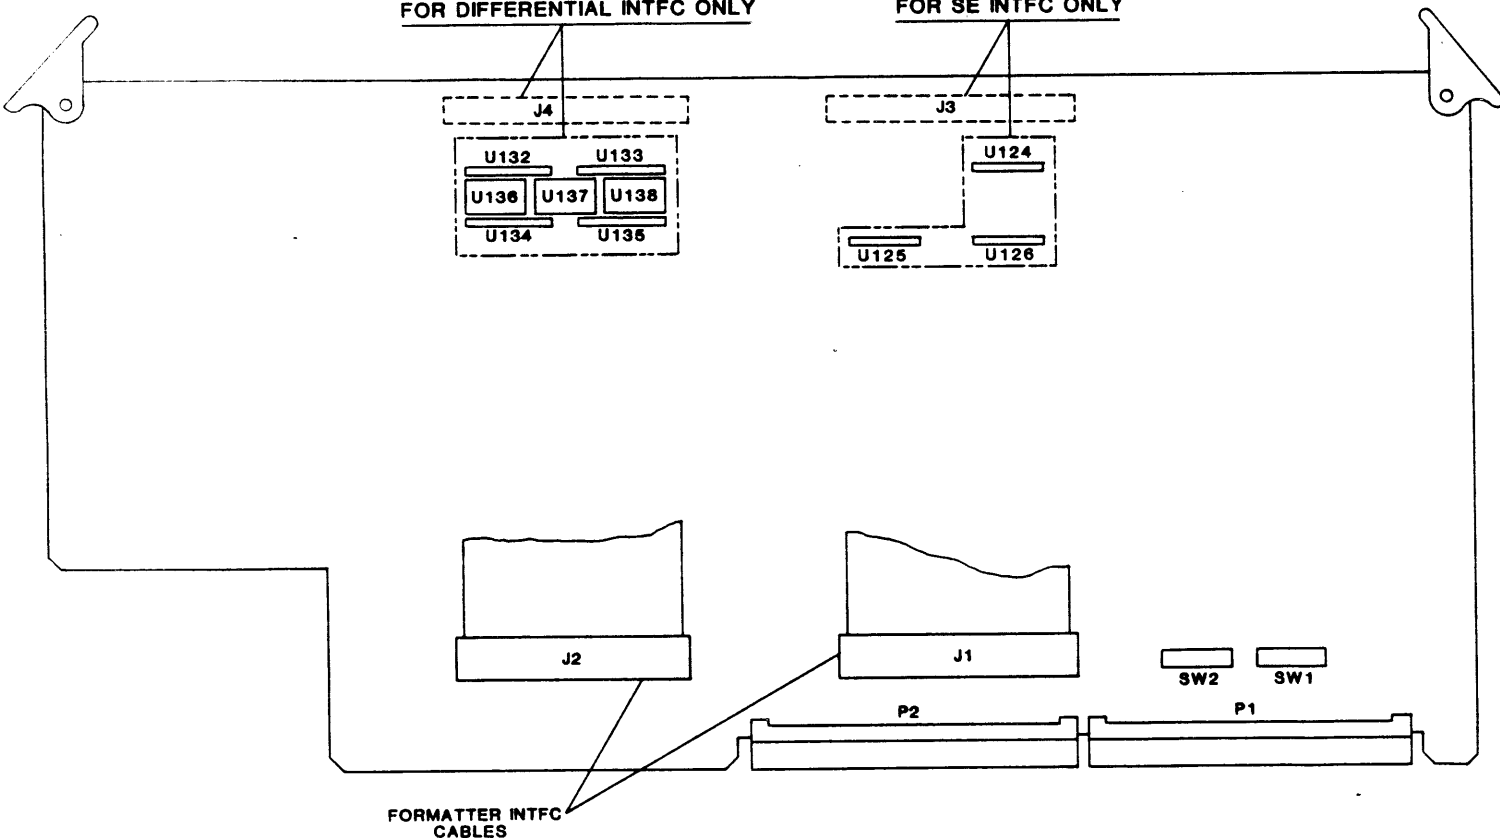 FOR DIFFERENTIAL INTFC ONLY
FOR SE INTFC ONLY
J4
J3
U132
U133
U124
U136
U137
U138
U134
U135
U125
U126
J2
J1
SW2
SW1
P2
P1
FORMATTER INTFC
CABLES